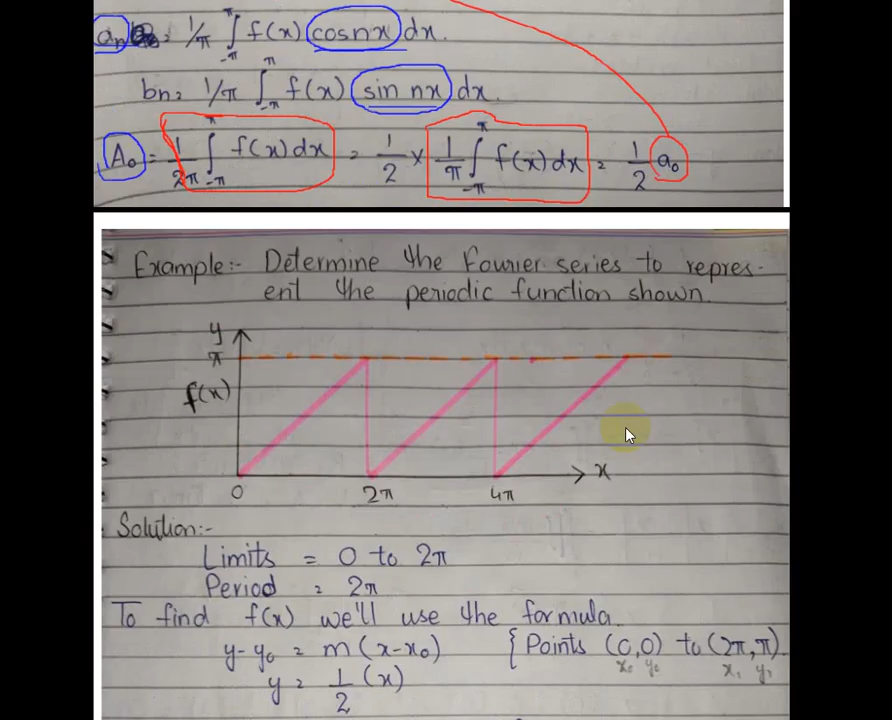 an = 1/π ∫ -π π f(x) cosnx dx.
bn = 1/π ∫ -π π f(x) sin nx dx.
A₀ = 1/2π ∫ -π π f(x) dx = 1/2 × 1/π ∫ -π π f(x) dx = 1/2 a₀
Example:- Determine the Fourier series to repres-
ent the periodic function shown.
y
π
f(x)
x
0 2π 4π
Solution:-
Limits = 0 to 2π
Period = 2π
To find f(x) we'll use the formula.
y-y₀ = m(x-x₀) {Points (0,0) to (2π,π)
x₀ y₀ x₁ y₁
y = 1/2 (x)